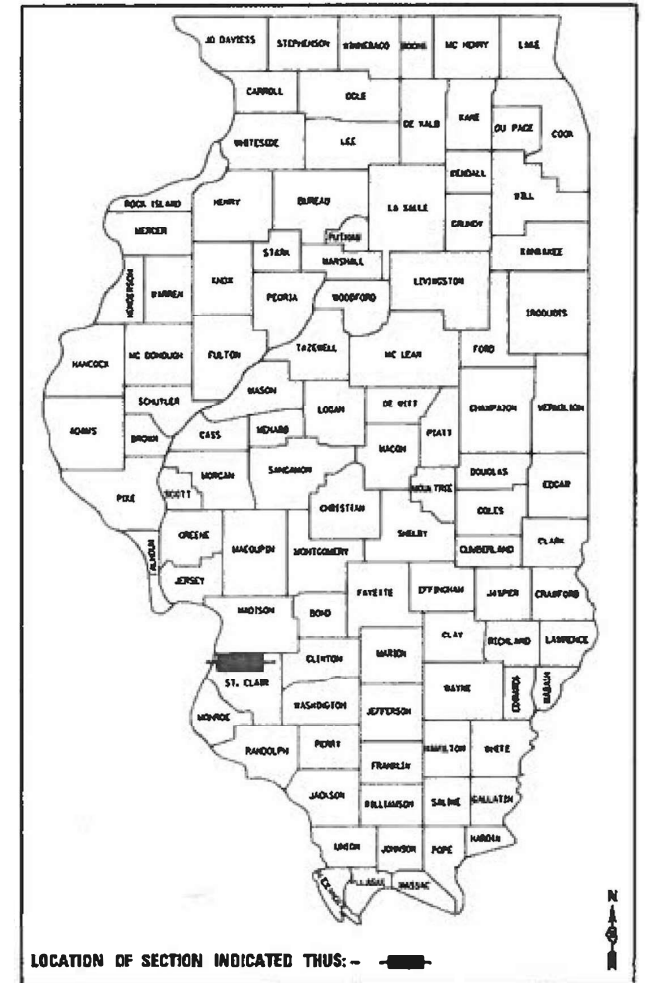 JO DAVIESS STEPHENSON WINNEBAGO BOONE MC HENRY LAKE
CARROLL OGLE
DE KALB KANE DU PAGE COOK
WHITESIDE LEE
KENDALL WILL
ROCK ISLAND HENRY BUREAU LA SALLE GRUNDY
MERCER PUTNAM
STARK MARSHALL KANKAKEE
HENDERSON WARREN KNOX PEORIA WOODFORD LIVINGSTON IROQUOIS
HANCOCK MC DONOUGH FULTON TAZEWELL MC LEAN FORD
MASON
SCHUYLER LOGAN DE WITT CHAMPAIGN VERMILION
ADAMS BROWN CASS MENARD MACON PIATT
PIKE SCOTT MORGAN SANGAMON MOULTRIE DOUGLAS EDGAR
CHRISTIAN COLES
CALHOUN GREENE MACOUPIN MONTGOMERY SHELBY CUMBERLAND CLARK
JERSEY FAYETTE EFFINGHAM JASPER CRAWFORD
MADISON BOND
CLAY RICHLAND LAWRENCE
CLINTON MARION
ST. CLAIR WAYNE EDWARDS WABASH
MONROE WASHINGTON JEFFERSON
RANDOLPH PERRY HAMILTON WHITE
FRANKLIN
JACKSON WILLIAMSON SALINE GALLATIN
UNION JOHNSON POPE HARDIN
ALEXANDER PULASKI MASSAC
N
LOCATION OF SECTION INDICATED THUS: -